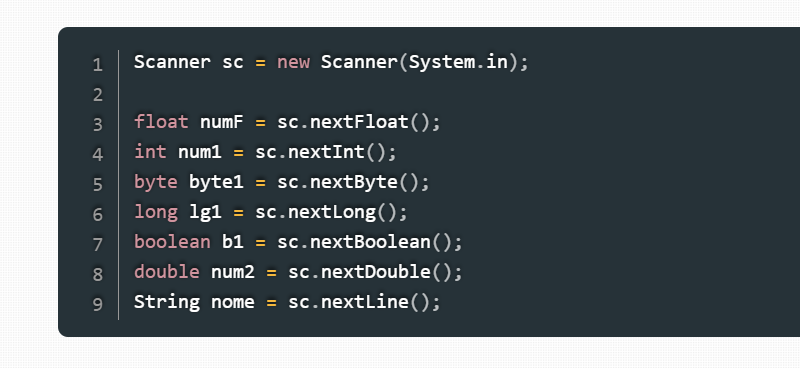 1 Scanner sc = new Scanner(System.in);
2
3 float numF = sc.nextFloat();
4 int num1 = sc.nextInt();
5 byte byte1 = sc.nextByte();
6 long lg1 = sc.nextLong();
7 boolean b1 = sc.nextBoolean();
8 double num2 = sc.nextDouble();
9 String nome = sc.nextLine();